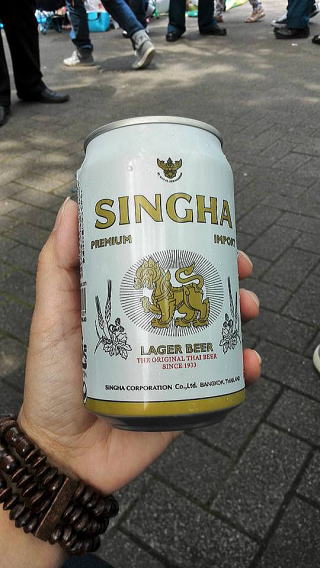 SINGHA
PREMIUM IMPORT
LAGER BEER
THE ORIGINAL THAI BEER
SINCE 1933
SINGHA CORPORATION Co.,Ltd. BANGKOK, THAILAND